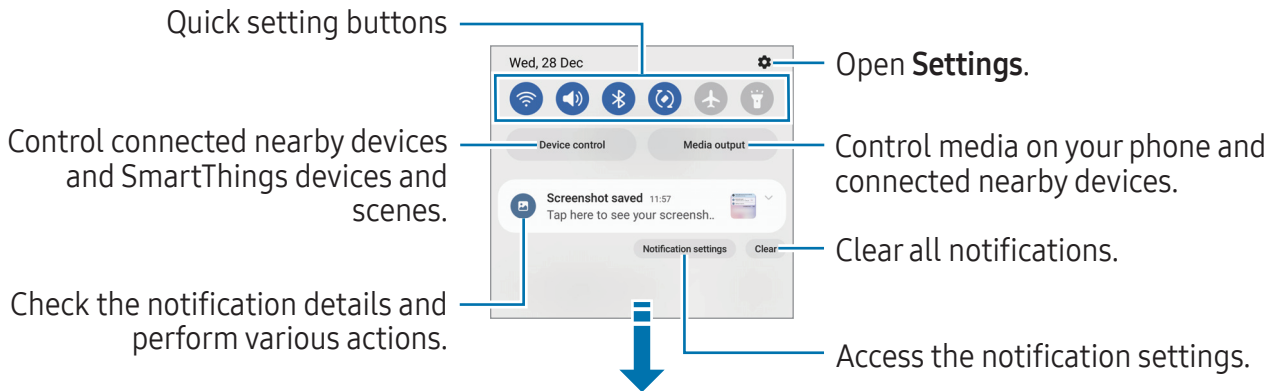 Quick setting buttons
Wed, 28 Dec
Open Settings.
Control connected nearby devices
and SmartThings devices and
scenes.
Device control
Media output
Control media on your phone and
connected nearby devices.
Screenshot saved 11:57
Tap here to see your screensh..
Notification settings
Clear
Clear all notifications.
Check the notification details and
perform various actions.
Access the notification settings.